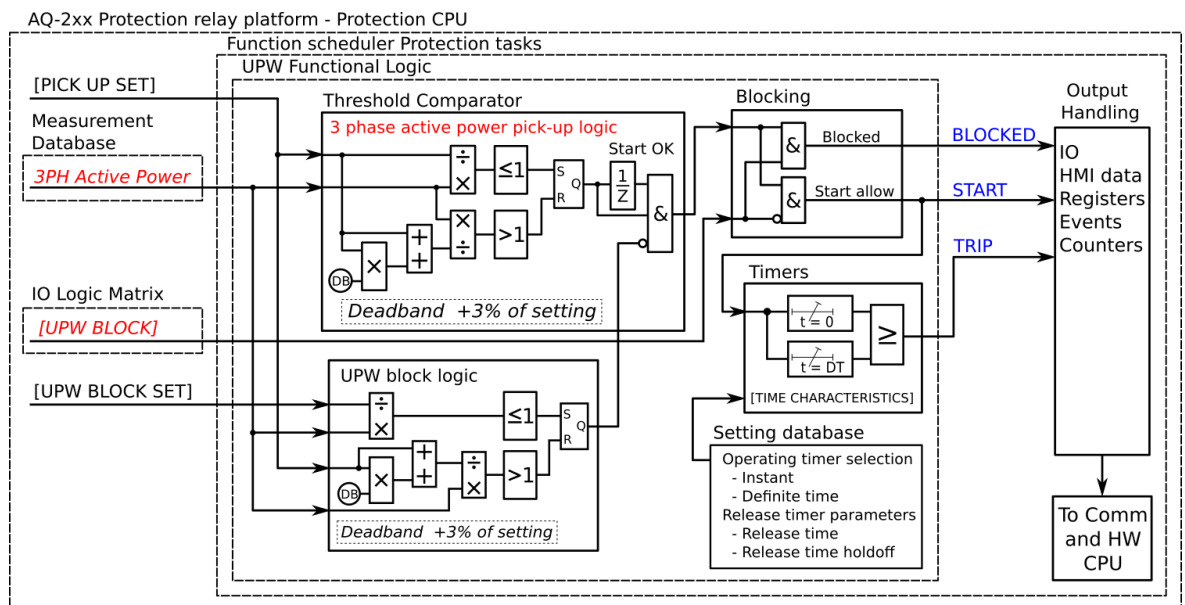 AQ-2xx Protection relay platform - Protection CPU
Function scheduler Protection tasks
UPW Functional Logic
[PICK UP SET]
Measurement
Database
3PH Active Power
IO Logic Matrix
[UPW BLOCK]
[UPW BLOCK SET]
Threshold Comparator
3 phase active power pick-up logic
÷
×
≤1
S
Q
R
Start OK
1
Z
&
×
÷
>1
+
+
×
DB
Deadband +3% of setting
UPW block logic
÷
×
≤1
S
Q
R
+
+
÷
×
>1
×
DB
Deadband +3% of setting
Blocking
&
Blocked
&
Start allow
Timers
t = 0
t = DT
≥
[TIME CHARACTERISTICS]
Setting database
Operating timer selection
- Instant
- Definite time
Release timer parameters
- Release time
- Release time holdoff
BLOCKED
START
TRIP
Output
Handling
IO
HMI data
Registers
Events
Counters
To Comm
and HW
CPU